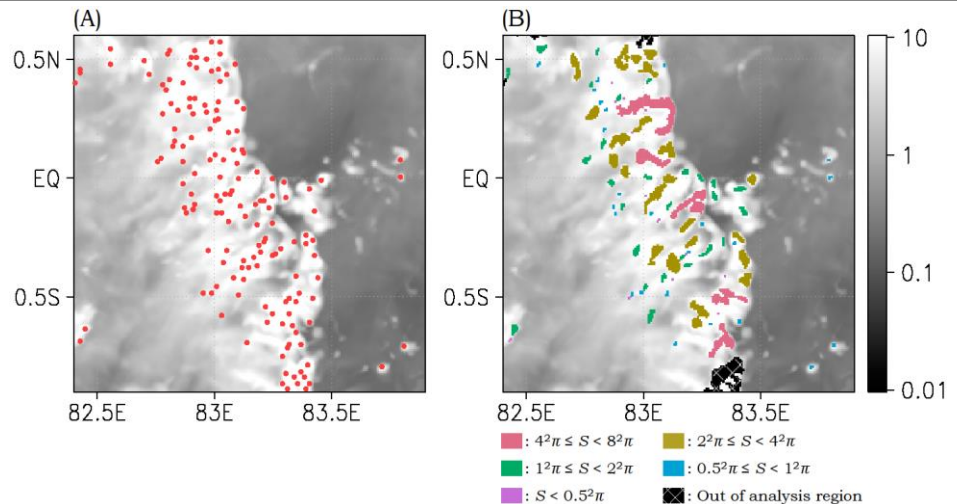 (A)
(B)
0.5N
EQ
0.5S
82.5E 83E 83.5E
82.5E 83E 83.5E
10
1
0.1
0.01
: 4²π ≤ S < 8²π : 2²π ≤ S < 4²π
: 1²π ≤ S < 2²π : 0.5²π ≤ S < 1²π
: S < 0.5²π : Out of analysis region
0.5N
EQ
0.5S